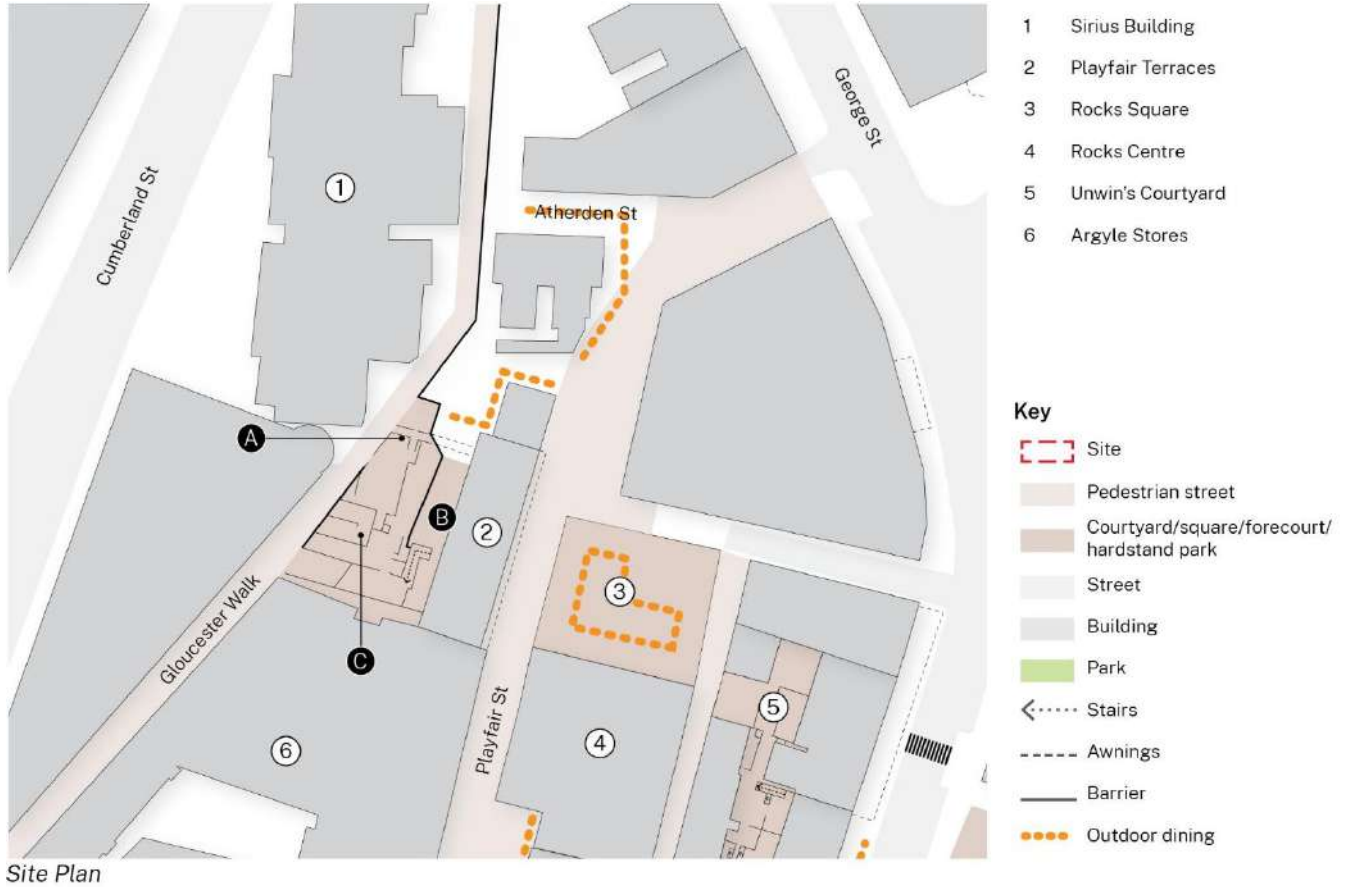 1 Sirius Building
2 Playfair Terraces
3 Rocks Square
4 Rocks Centre
5 Unwin's Courtyard
6 Argyle Stores
Key
Site
Pedestrian street
Courtyard/square/forecourt/
hardstand park
Street
Building
Park
Stairs
Awnings
Barrier
Outdoor dining
George St
Cumberland St
1
Atherden St
A
B
2
3
C
Gloucester Walk
Playfair St
5
4
6
Site Plan